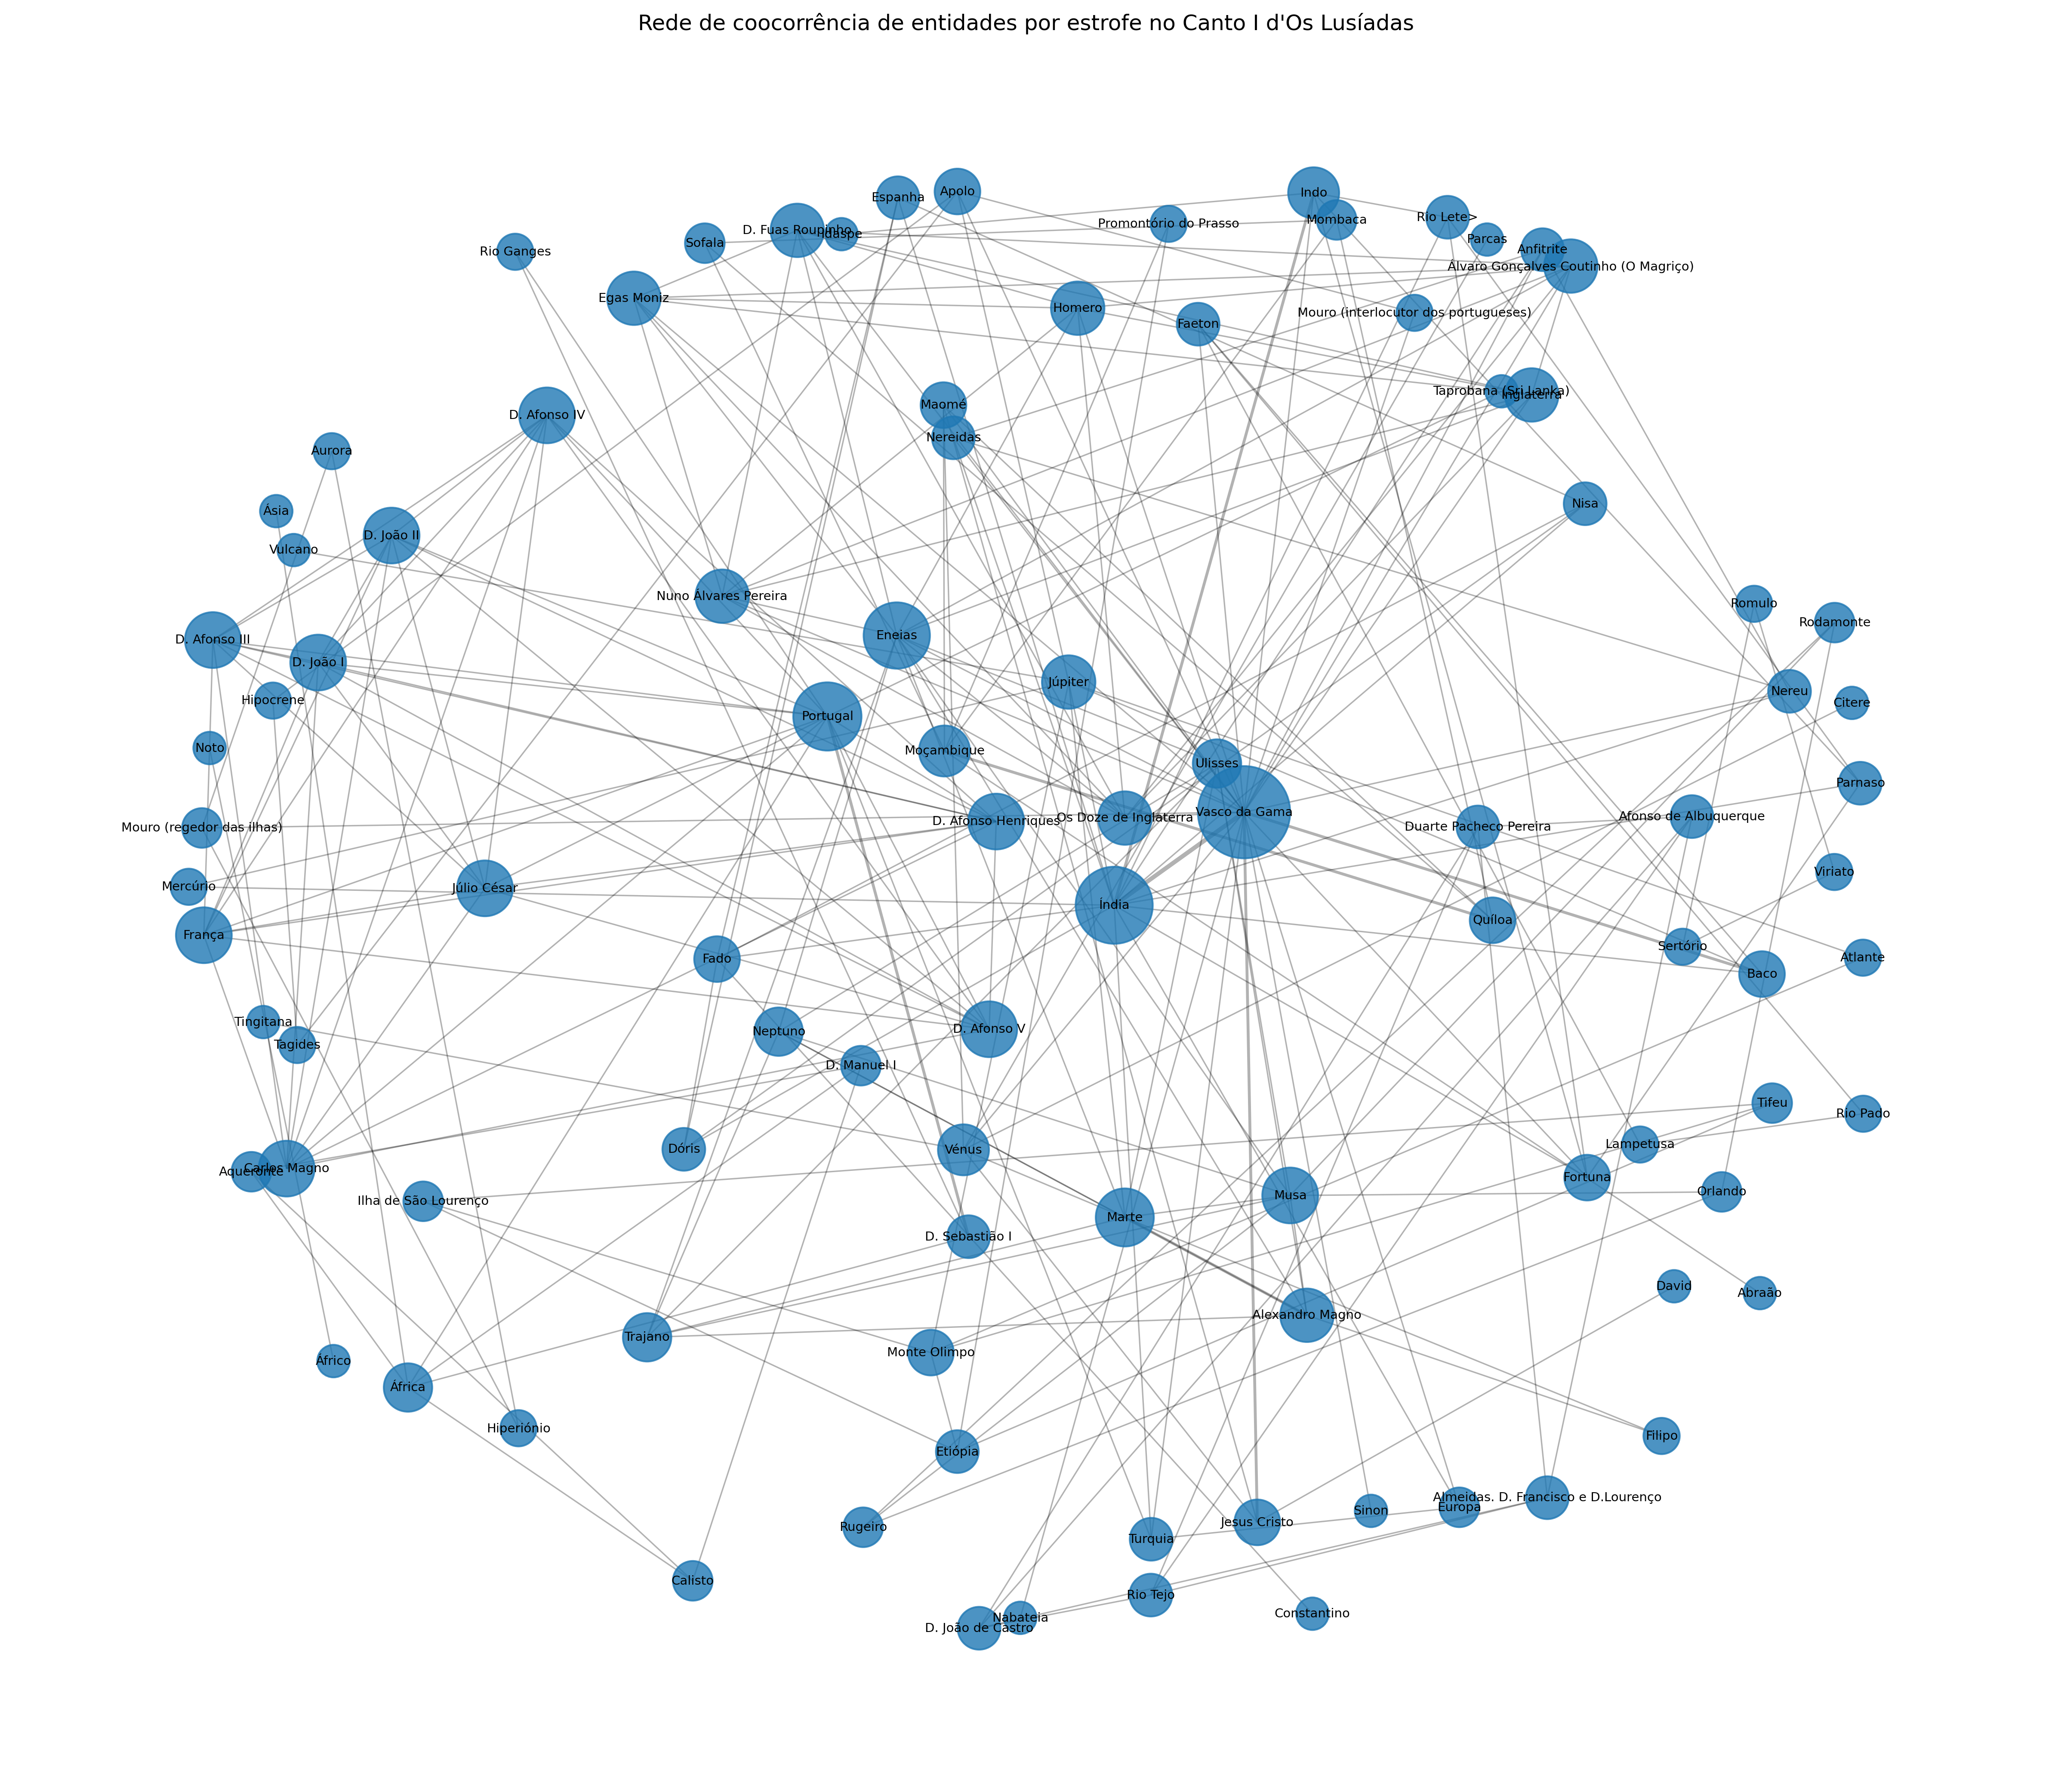 Rede de coocorrência de entidades por estrofe no Canto I d'Os Lusíadas
Espanha
Apolo
Indo
Mombaca
Rio Lete>
Promontório do Prasso
D. Fuas Roupinho
Idaspe
Parcas
Sofala
Anfitrite
Rio Ganges
Álvaro Gonçalves Coutinho (O Magriço)
Egas Moniz
Homero
Mouro (interlocutor dos portugueses)
Faeton
Taprobana (Sri Lanka)
Inglaterra
Maomé
D. Afonso IV
Nereidas
Aurora
Nisa
Ásia
D. João II
Vulcano
Nuno Álvares Pereira
Romulo
Rodamonte
Eneias
D. Afonso III
D. João I
Júpiter
Nereu
Hipocrene
Citere
Portugal
Noto
Moçambique
Ulisses
Parnaso
Vasco da Gama
Mouro (regedor das ilhas)
D. Afonso Henriques
Os Doze de Inglaterra
Duarte Pacheco Pereira
Afonso de Albuquerque
Viriato
Mercúrio
Júlio César
Índia
França
Quíloa
Sertório
Fado
Atlante
Baco
Tingitana
Neptuno
D. Afonso V
Tagides
D. Manuel I
Tifeu
Rio Pado
Dóris
Vénus
Lampetusa
Carlos Magno
Aqueronte
Fortuna
Orlando
Ilha de São Lourenço
Musa
Marte
D. Sebastião I
David
Abraão
Alexandro Magno
Trajano
Monte Olimpo
Áfrico
África
Hiperiónio
Filipo
Etiópia
Almeidas. D. Francisco e D.Lourenço
Europa
Sinon
Jesus Cristo
Rugeiro
Turquia
Calisto
Rio Tejo
Constantino
Nabateia
D. João de Castro